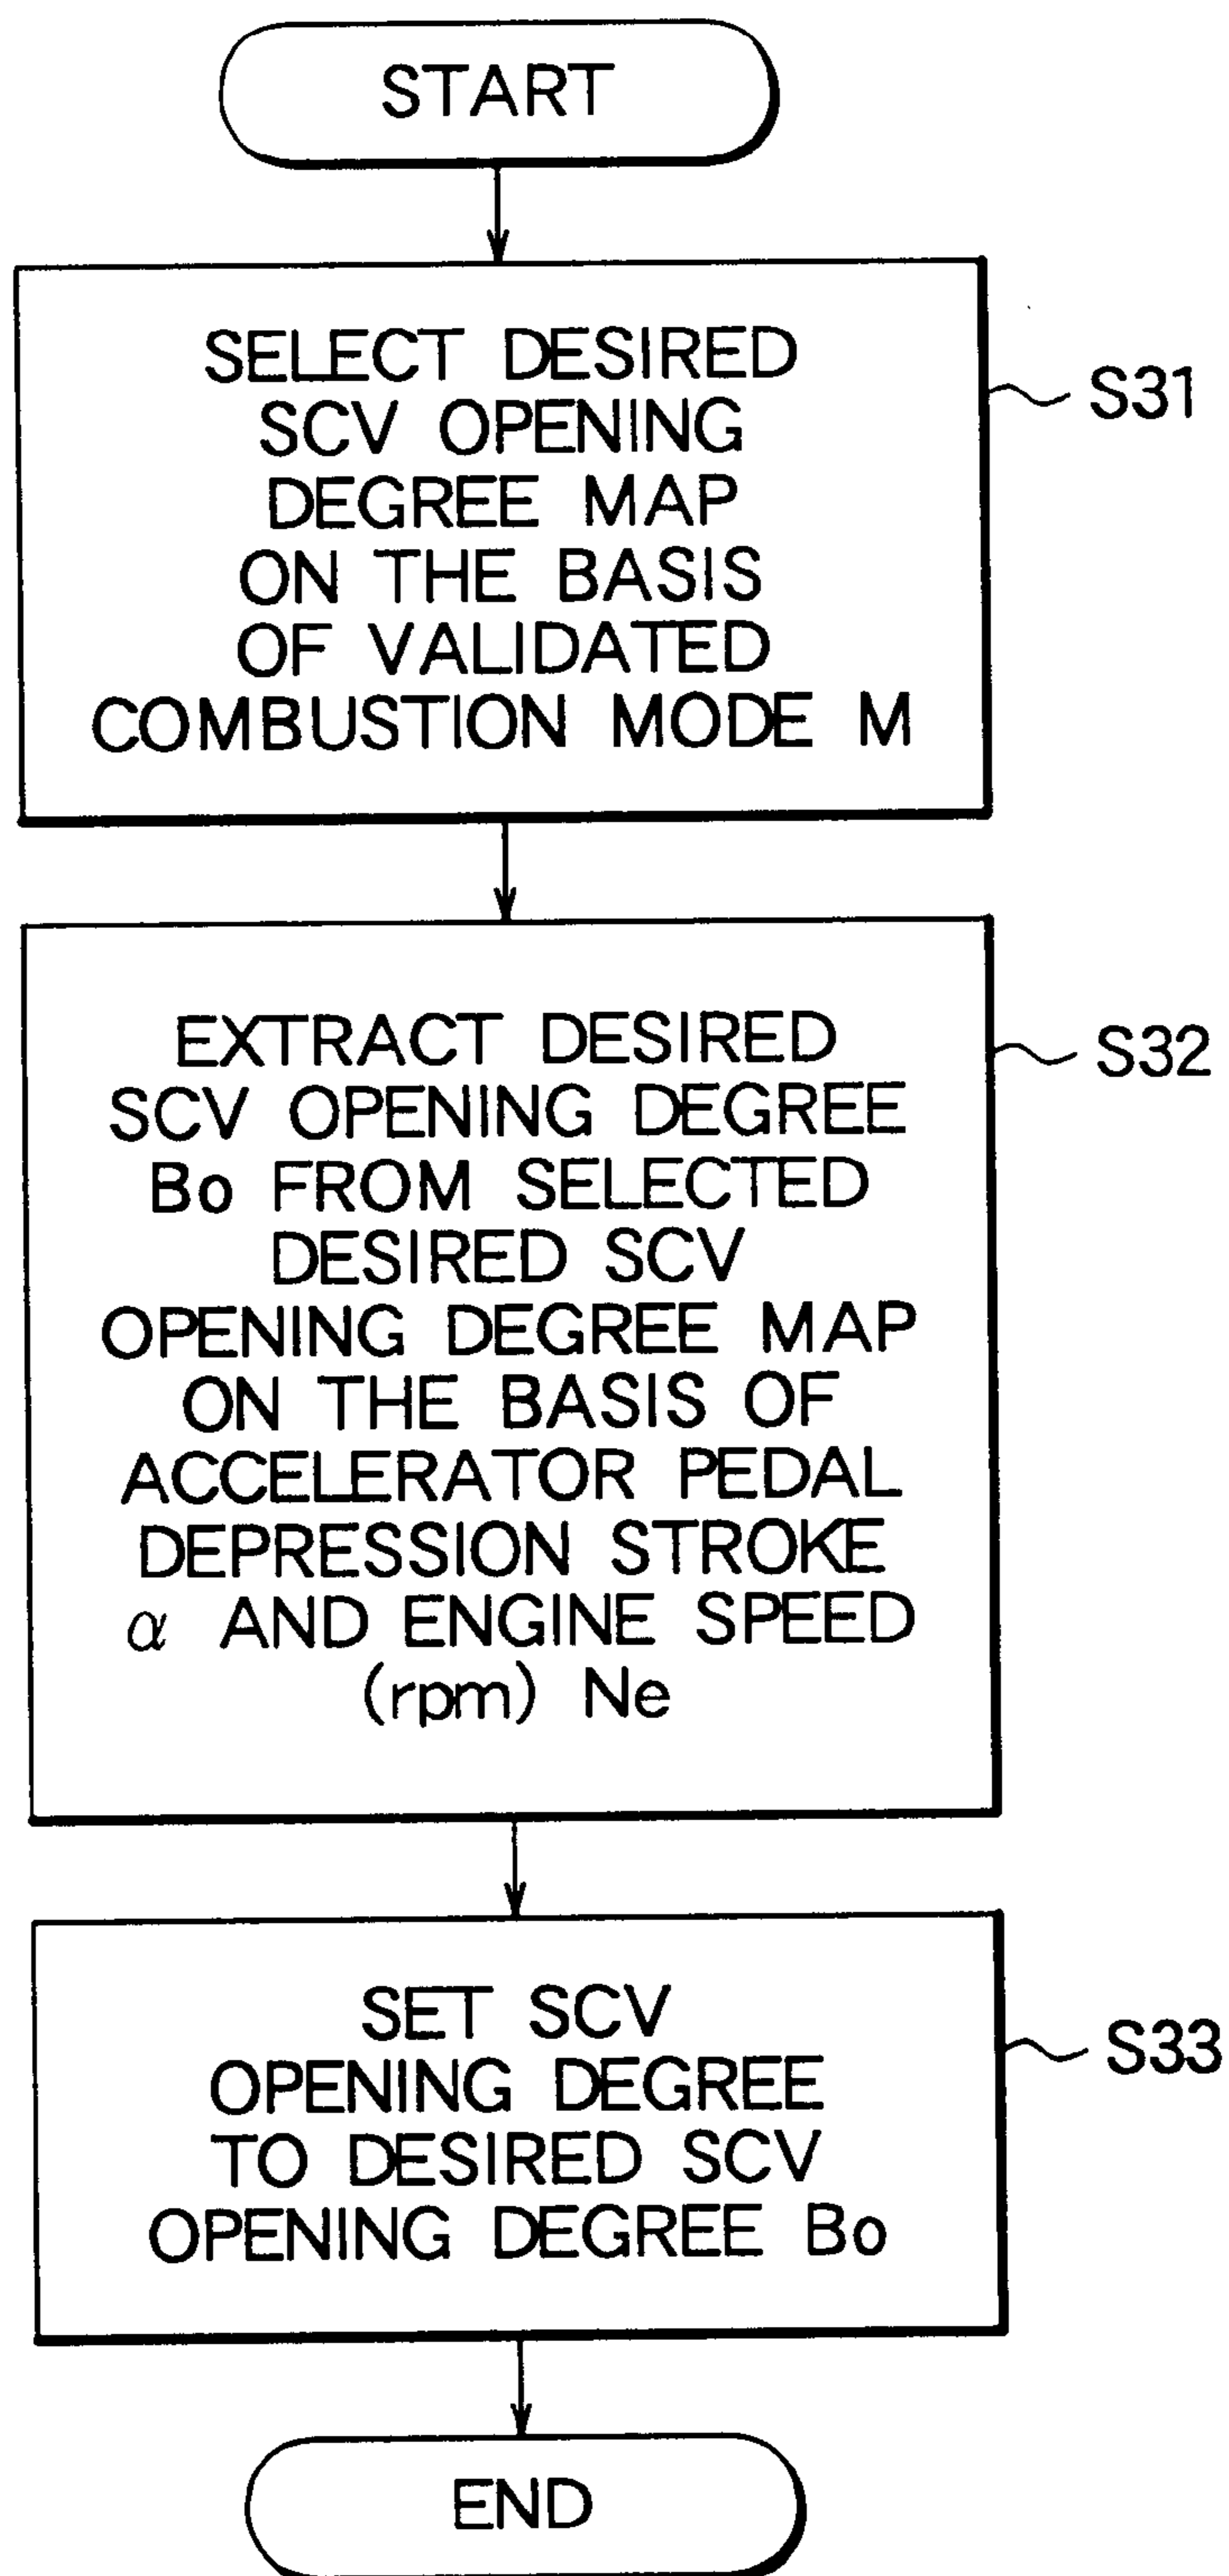 START
SELECT DESIRED
SCV OPENING
DEGREE MAP
ON THE BASIS
OF VALIDATED
COMBUSTION MODE M
S31
EXTRACT DESIRED
SCV OPENING DEGREE
Bo FROM SELECTED
DESIRED SCV
OPENING DEGREE MAP
ON THE BASIS OF
ACCELERATOR PEDAL
DEPRESSION STROKE
α AND ENGINE SPEED
(rpm) Ne
S32
SET SCV
OPENING DEGREE
TO DESIRED SCV
OPENING DEGREE Bo
S33
END